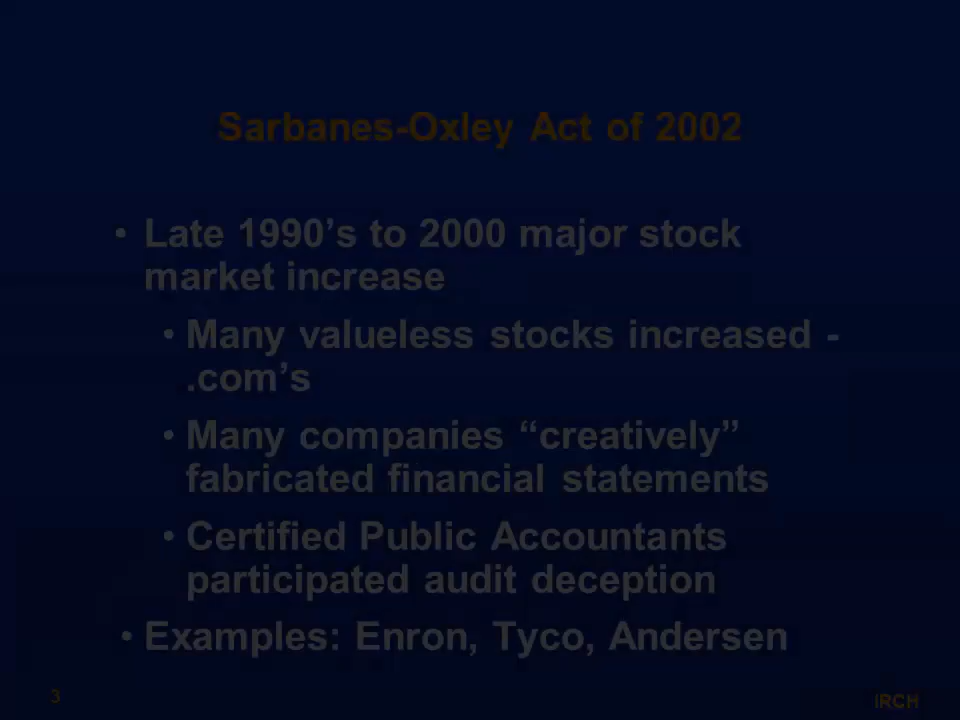 Sarbanes-Oxley Act of 2002
• Late 1990’s to 2000 major stock
market increase
• Many valueless stocks increased -
.com’s
• Many companies “creatively”
fabricated financial statements
• Certified Public Accountants
participated audit deception
• Examples: Enron, Tyco, Andersen
3
IRCH